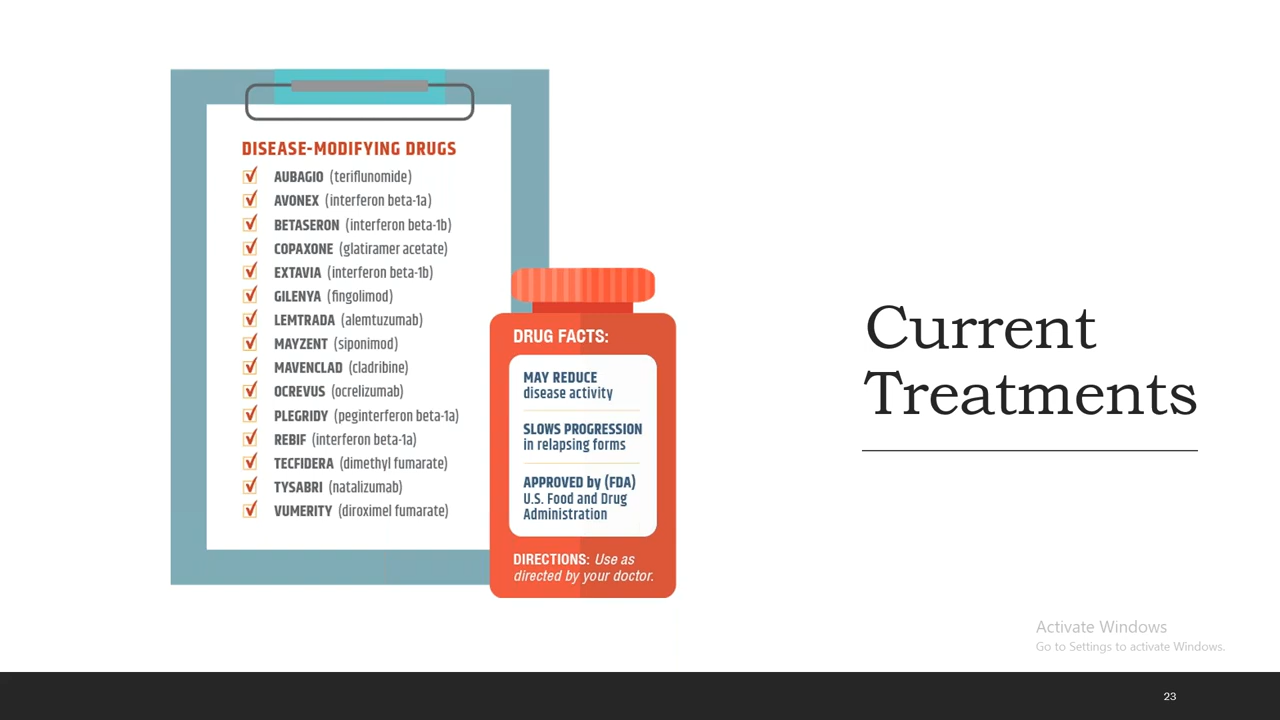 DISEASE-MODIFYING DRUGS
AUBAGIO (teriflunomide)
AVONEX (interferon beta-1a)
BETASERON (interferon beta-1b)
COPAXONE (glatiramer acetate)
EXTAVIA (interferon beta-1b)
GILENYA (fingolimod)
LEMTRADA (alemtuzumab)
MAYZENT (siponimod)
MAVENCLAD (cladribine)
OCREVUS (ocrelizumab)
PLEGRIDY (peginterferon beta-1a)
REBIF (interferon beta-1a)
TECFIDERA (dimethyl fumarate)
TYSABRI (natalizumab)
VUMERITY (diroximel fumarate)
DRUG FACTS:
MAY REDUCE
disease activity
SLOWS PROGRESSION
in relapsing forms
APPROVED by (FDA)
U.S. Food and Drug
Administration
DIRECTIONS: Use as
directed by your doctor.
Current
Treatments
Activate Windows
Go to Settings to activate Windows.
23